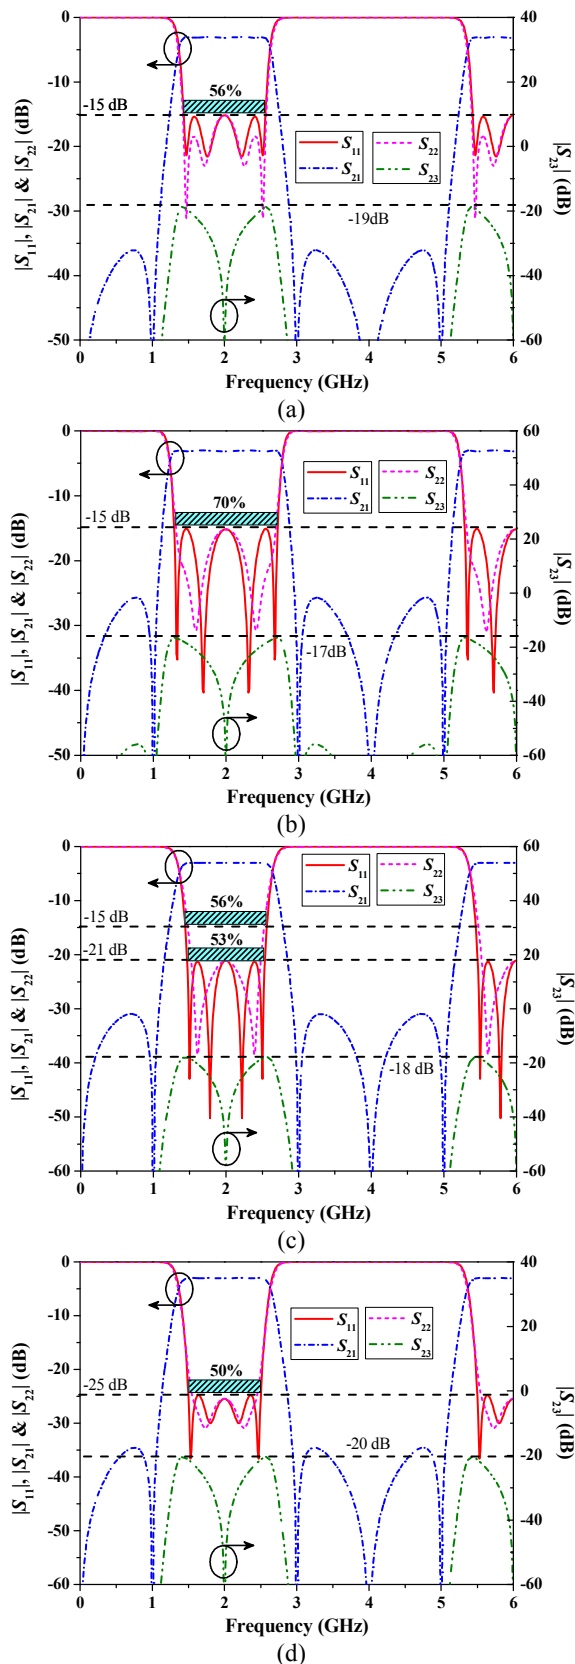 0
-10
-20
-30
-40
-50
40
20
0
-20
-40
-60
56%
-15 dB
S11 S22
S21 S23
-19dB
|S11|, |S21| & |S22| (dB)
|S23| (dB)
0 1 2 3 4 5 6
Frequency (GHz)
(a)
0
-10
-20
-30
-40
-50
60
40
20
0
-20
-40
-60
S11 S22
S21 S23
70%
-15 dB
-17dB
|S11|, |S21| & |S22| (dB)
|S23| (dB)
0 1 2 3 4 5 6
Frequency (GHz)
(b)
0
-10
-20
-30
-40
-50
-60
60
40
20
0
-20
-40
-60
S11 S22
S21 S23
56%
-15 dB
53%
-21 dB
-18 dB
|S11|, |S21| & |S22| (dB)
|S23| (dB)
0 1 2 3 4 5 6
Frequency (GHz)
(c)
0
-10
-20
-30
-40
-50
-60
40
20
0
-20
-40
-60
S11 S22
S21 S23
50%
-25 dB
-20 dB
|S11|, |S21| & |S22| (dB)
|S23| (dB)
0 1 2 3 4 5 6
Frequency (GHz)
(d)